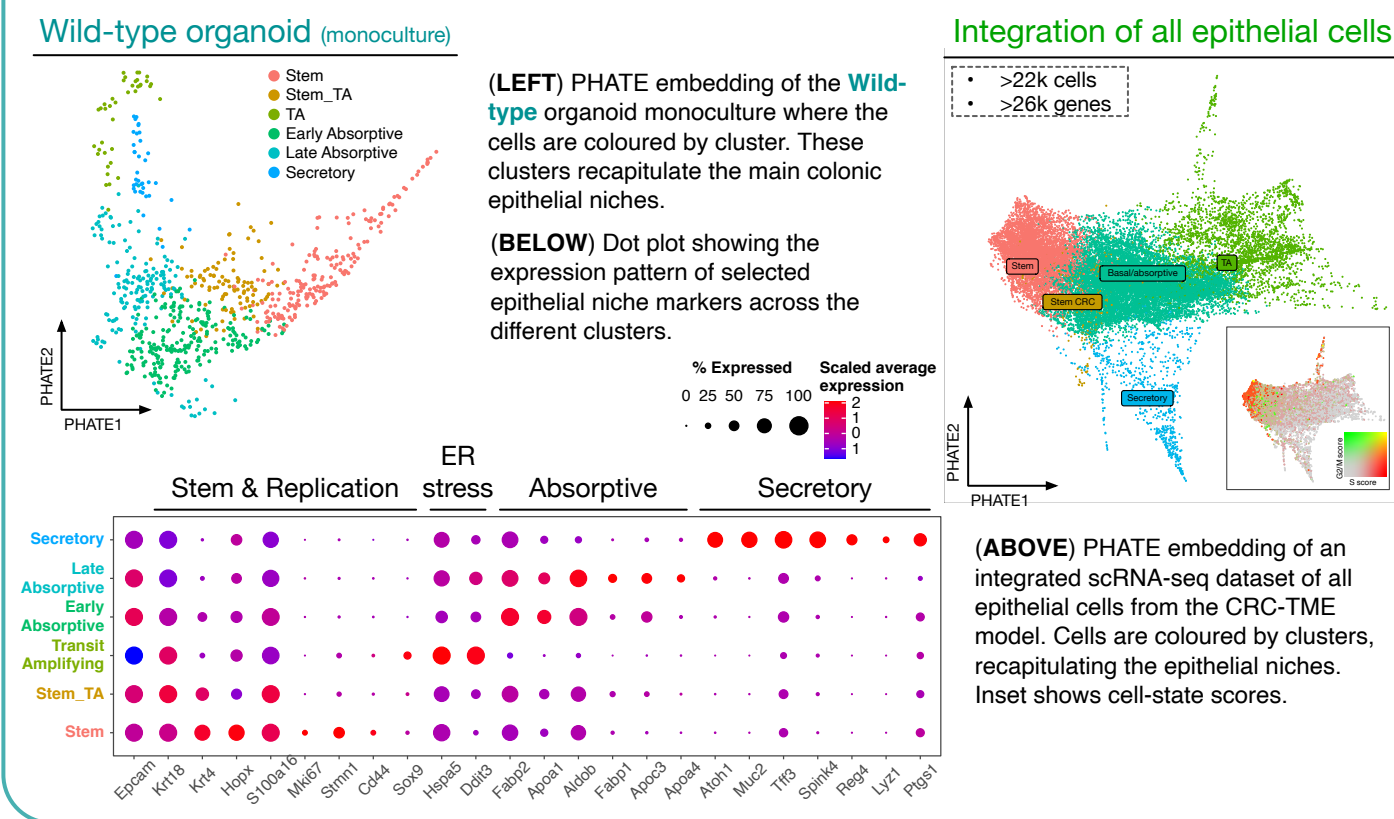 Wild-type organoid (monoculture)
Stem
Stem_TA
TA
Early Absorptive
Late Absorptive
Secretory
PHATE2
PHATE1
(LEFT) PHATE embedding of the Wild-
type organoid monoculture where the
cells are coloured by cluster. These
clusters recapitulate the main colonic
epithelial niches.
(BELOW) Dot plot showing the
expression pattern of selected
epithelial niche markers across the
different clusters.
% Expressed
0 25 50 75 100
Scaled average
expression
2
1
0
1
Stem & Replication
ER
stress
Absorptive
Secretory
Secretory
Late
Absorptive
Early
Absorptive
Transit
Amplifying
Stem_TA
Stem
Epcam Krt18 Krt4 Hopx S100a16 Mki67 Stmn1 Cd44 Sox9 Hspa5 Ddit3 Fabp2 Apoa1 Aldob Fabp1 Apoc3 Apoa4 Atoh1 Muc2 Tff3 Spink4 Reg4 Lyz1 Ptgs1
Integration of all epithelial cells
• >22k cells
• >26k genes
Stem
Basal/absorptive
TA
Stem CRC
Secretory
G2/M score
S score
PHATE2
PHATE1
(ABOVE) PHATE embedding of an
integrated scRNA-seq dataset of all
epithelial cells from the CRC-TME
model. Cells are coloured by clusters,
recapitulating the epithelial niches.
Inset shows cell-state scores.